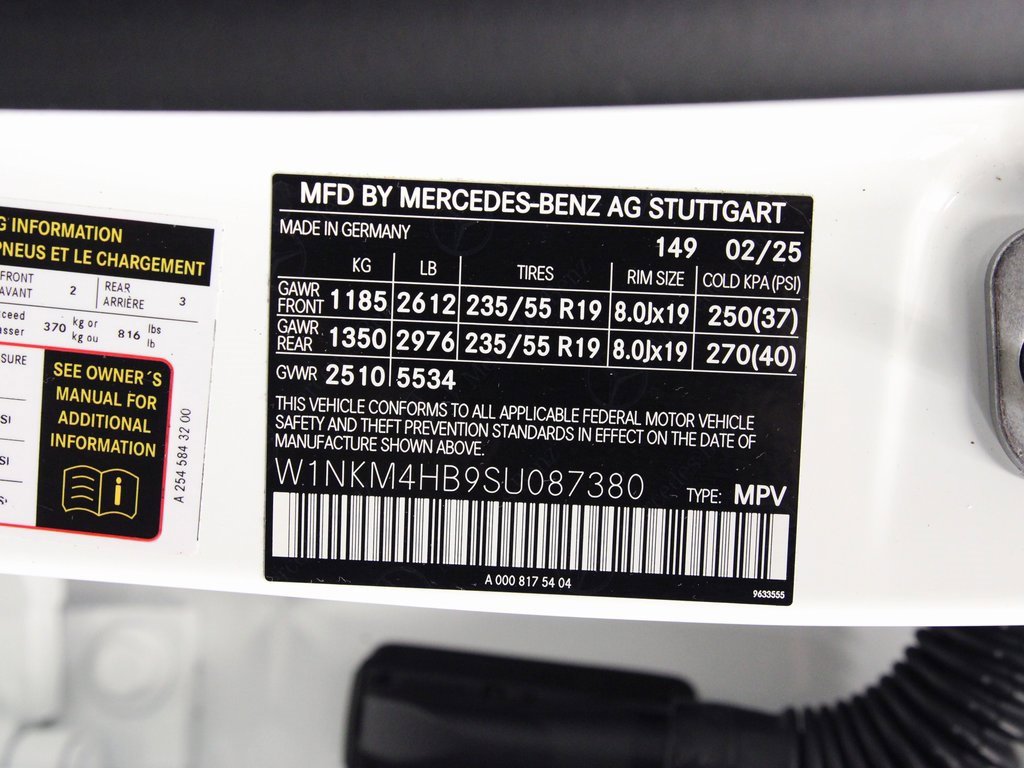 G INFORMATION
PNEUS ET LE CHARGEMENT
FRONT
AVANT 2
REAR
ARRIÈRE 3
370 kg or
kg ou 816 lbs
lb
SURE
SEE OWNER´S
MANUAL FOR
ADDITIONAL
INFORMATION
A 254 584 32 00
MFD BY MERCEDES-BENZ AG STUTTGART
MADE IN GERMANY
149 02/25
KG LB TIRES RIM SIZE COLD KPA(PSI)
GAWR
FRONT 1185 2612 235/55 R19 8.0Jx19 250(37)
GAWR
REAR 1350 2976 235/55 R19 8.0Jx19 270(40)
GVWR 2510 5534
THIS VEHICLE CONFORMS TO ALL APPLICABLE FEDERAL MOTOR VEHICLE
SAFETY AND THEFT PREVENTION STANDARDS IN EFFECT ON THE DATE OF
MANUFACTURE SHOWN ABOVE.
W1NKM4HB9SU087380 TYPE: MPV
A 000 817 54 04
9633555